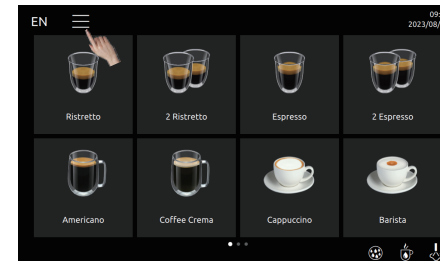 EN
09:
2023/08/
Ristretto
2 Ristretto
Espresso
2 Espresso
Americano
Coffee Crema
Cappuccino
Barista